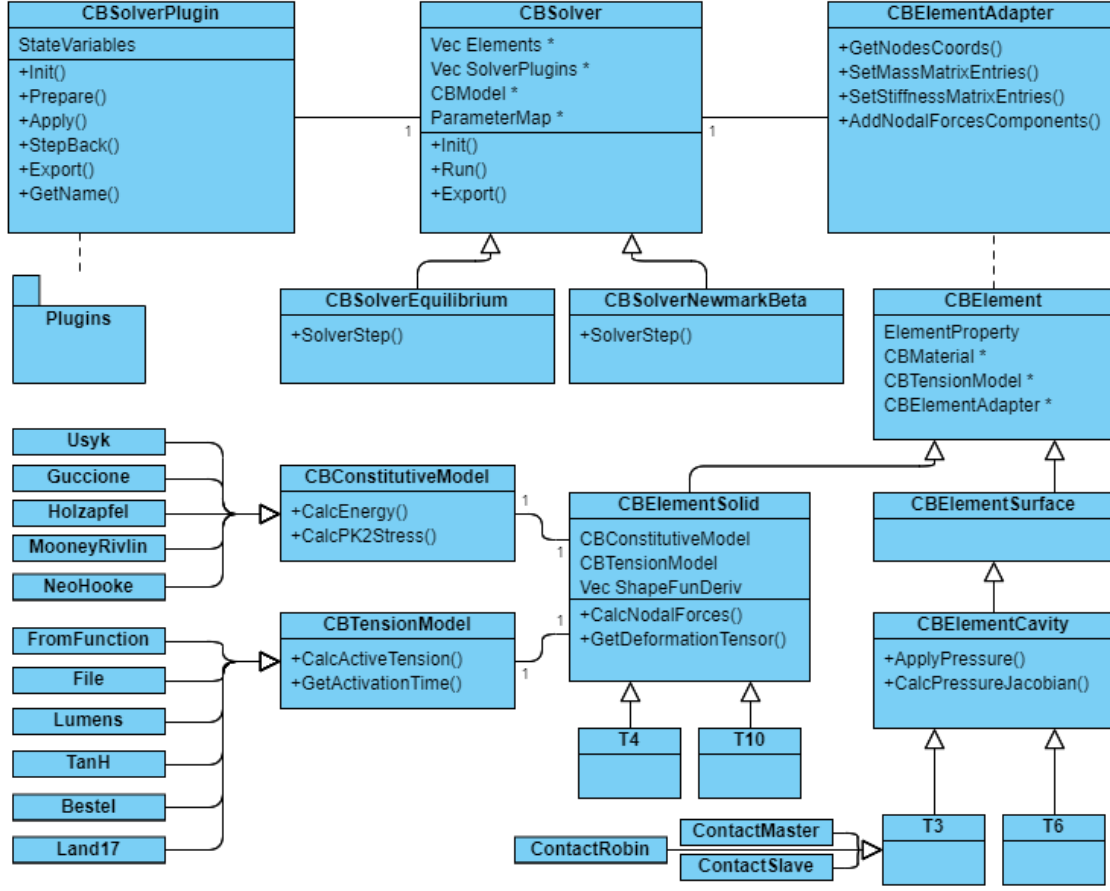 CBSolverPlugin
StateVariables
+Init()
+Prepare()
+Apply()
+StepBack()
+Export()
+GetName()
1
CBSolver
Vec Elements *
Vec SolverPlugins *
CBModel *
ParameterMap *
+Init()
+Run()
+Export()
1
CBElementAdapter
+GetNodesCoords()
+SetMassMatrixEntries()
+SetStiffnessMatrixEntries()
+AddNodalForcesComponents()
Plugins
CBSolverEquilibrium
+SolverStep()
CBSolverNewmarkBeta
+SolverStep()
CBElement
ElementProperty
CBMaterial *
CBTensionModel *
CBElementAdapter *
Usyk
Guccione
Holzapfel
MooneyRivlin
NeoHooke
CBConstitutiveModel
+CalcEnergy()
+CalcPK2Stress()
1
1
CBElementSolid
CBConstitutiveModel
CBTensionModel
Vec ShapeFunDeriv
+CalcNodalForces()
+GetDeformationTensor()
CBElementSurface
FromFunction
File
Lumens
TanH
Bestel
Land17
CBTensionModel
+CalcActiveTension()
+GetActivationTime()
1
1
CBElementCavity
+ApplyPressure()
+CalcPressureJacobian()
T4
T10
ContactMaster
ContactRobin
ContactSlave
T3
T6